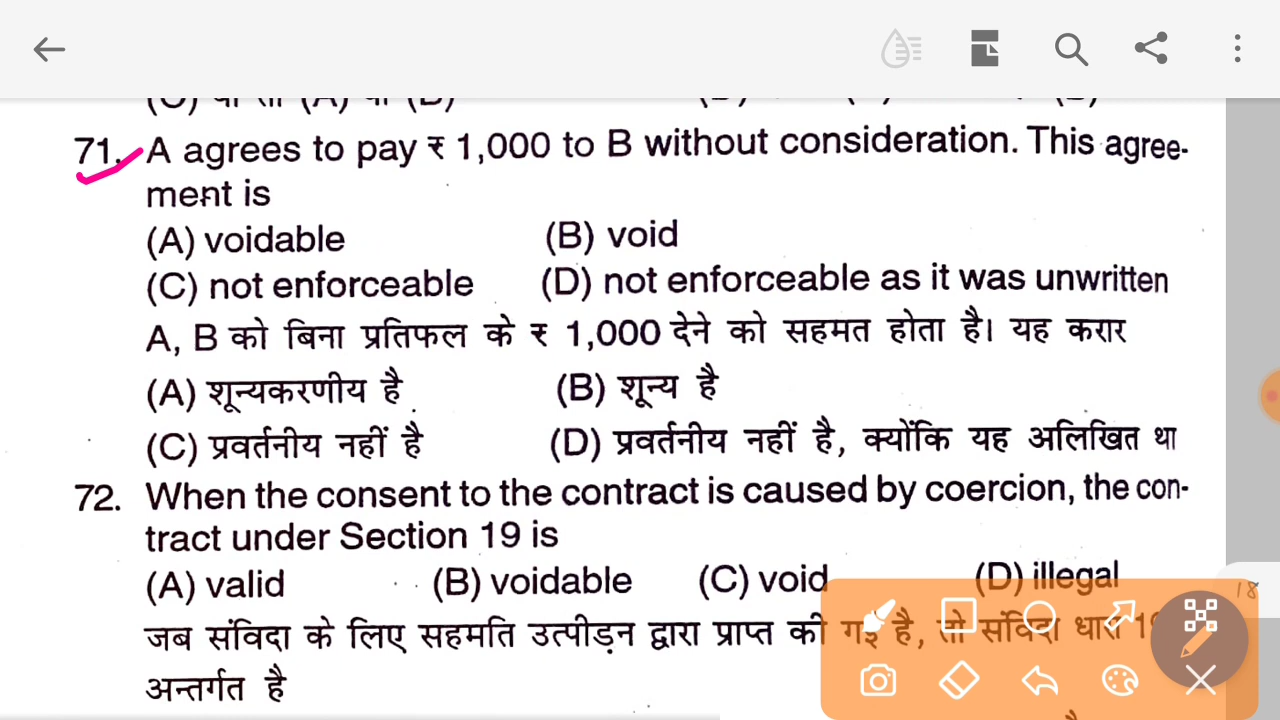 71. A agrees to pay ₹ 1,000 to B without consideration. This agree-
ment is
(A) voidable (B) void
(C) not enforceable (D) not enforceable as it was unwritten
A, B को बिना प्रतिफल के ₹ 1,000 देने को सहमत होता है। यह करार
(A) शून्यकरणीय है (B) शून्य है
(C) प्रवर्तनीय नहीं है (D) प्रवर्तनीय नहीं है, क्योंकि यह अलिखित था
72. When the consent to the contract is caused by coercion, the con-
tract under Section 19 is
(A) valid (B) voidable (C) void (D) illegal
जब संविदा के लिए सहमति उत्पीड़न द्वारा प्राप्त की गई है, तो संविदा धारा
अन्तर्गत है
18